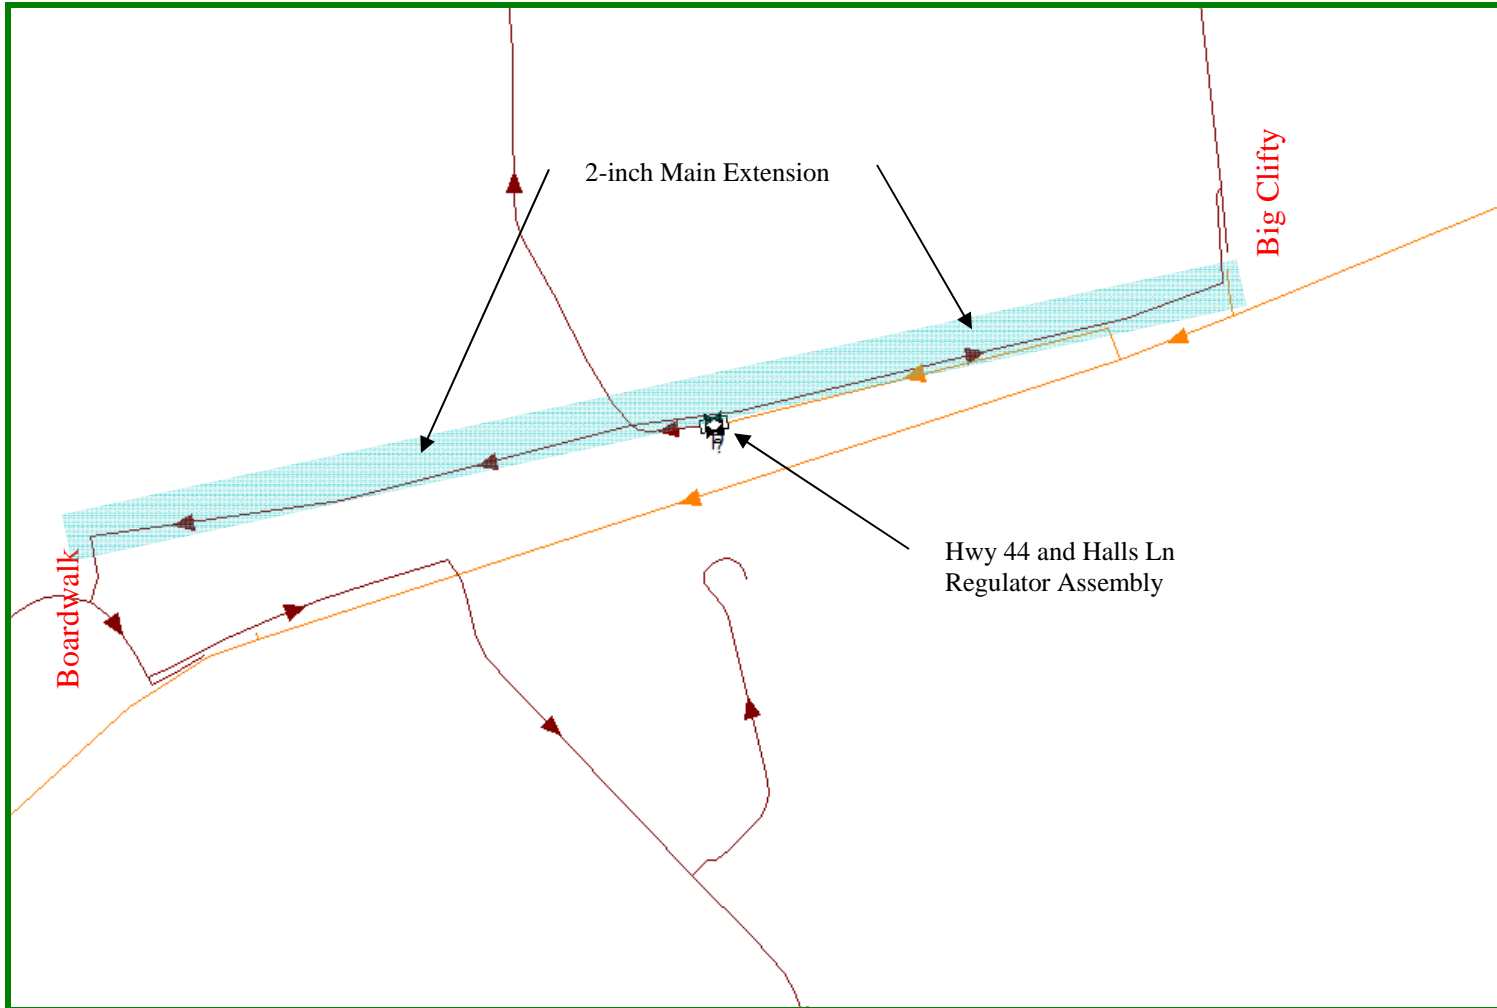 2-inch Main Extension
Big Clifty
Hwy 44 and Halls Ln
Regulator Assembly
Boardwalk